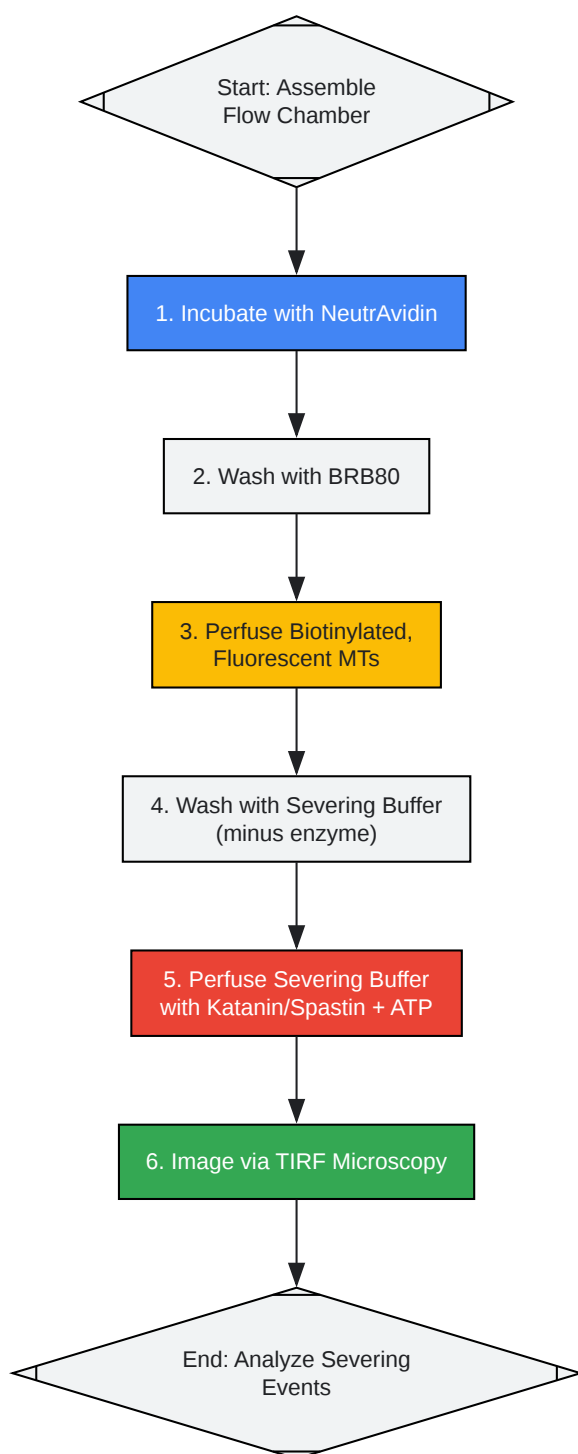 Start: Assemble
Flow Chamber
1. Incubate with NeutrAvidin
2. Wash with BRB80
3. Perfuse Biotinylated,
Fluorescent MTs
4. Wash with Severing Buffer
(minus enzyme)
5. Perfuse Severing Buffer
with Katanin/Spastin + ATP
6. Image via TIRF Microscopy
End: Analyze Severing
Events